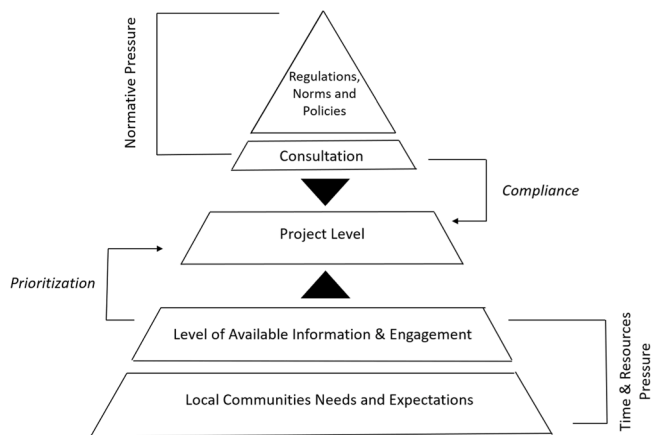 Normative Pressure
Regulations,
Norms and
Policies
Consultation
Compliance
Project Level
Prioritization
Level of Available Information & Engagement
Time & Resources
Pressure
Local Communities Needs and Expectations